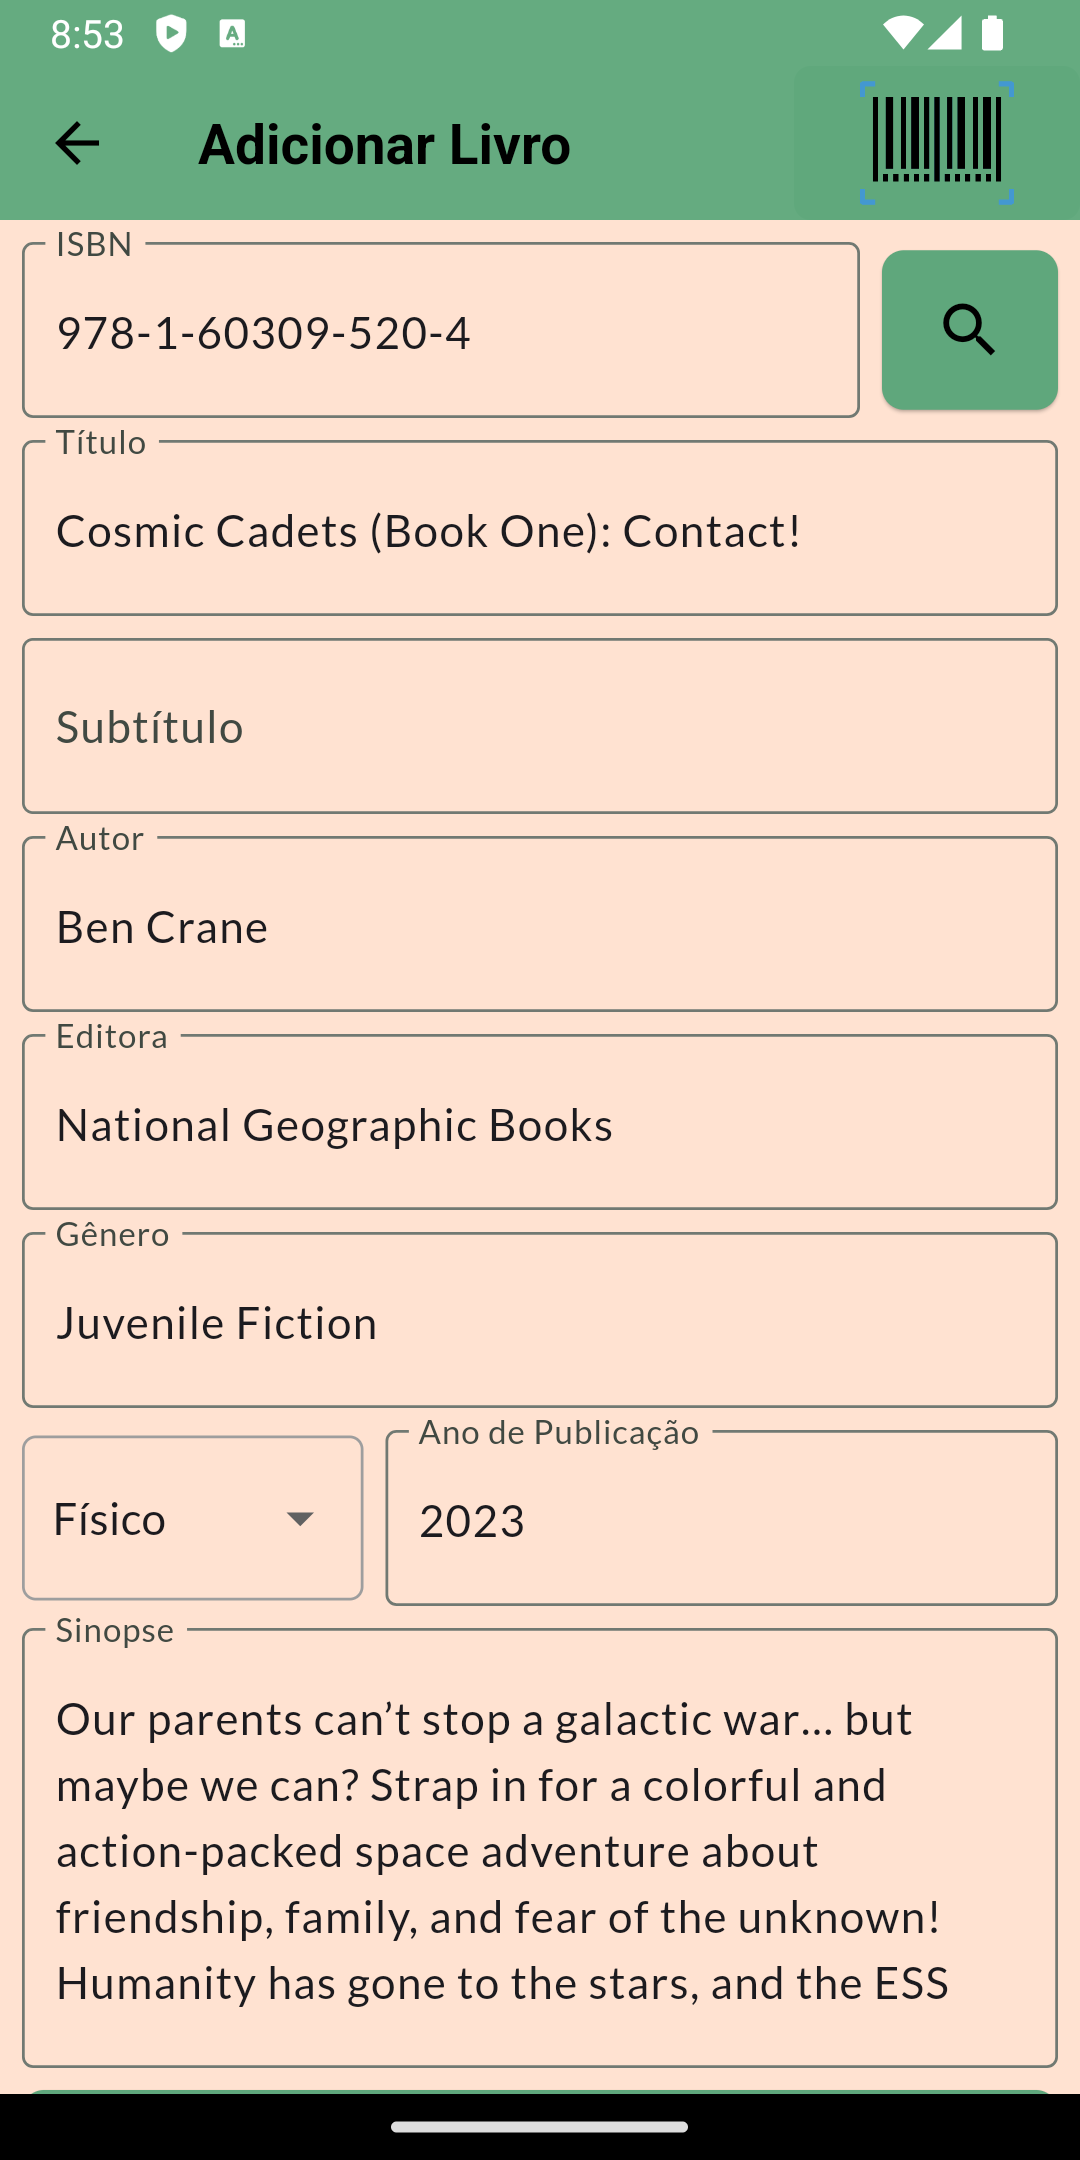 8:53
Adicionar Livro
ISBN
978-1-60309-520-4
Título
Cosmic Cadets (Book One): Contact!
Subtítulo
Autor
Ben Crane
Editora
National Geographic Books
Gênero
Juvenile Fiction
Físico
Ano de Publicação
2023
Sinopse
Our parents can’t stop a galactic war... but
maybe we can? Strap in for a colorful and
action-packed space adventure about
friendship, family, and fear of the unknown!
Humanity has gone to the stars, and the ESS